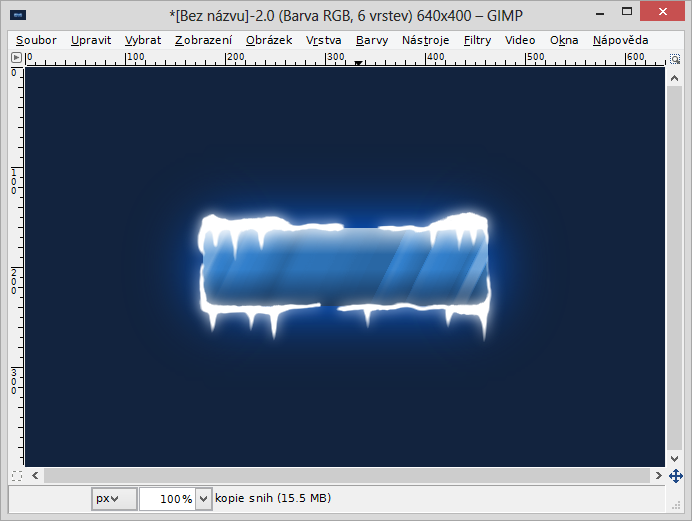 *[Bez názvu]-2.0 (Barva RGB, 6 vrstev) 640x400 – GIMP
Soubor Upravit Vybrat Zobrazení Obrázek Vrstva Barvy Nástroje Filtry Video Okna Nápověda
0 100 200 300 400 500 600
0
100
200
300
px 100% kopie snih (15.5 MB)